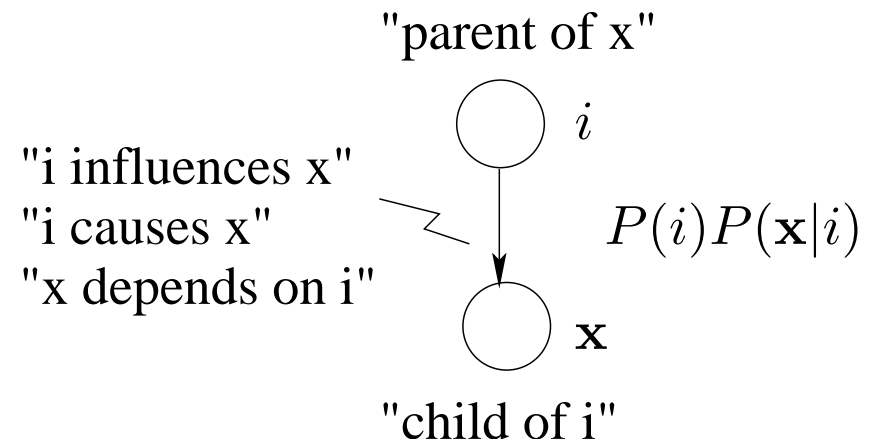 "parent of x"
i
"i influences x"
"i causes x"
P(i)P(x|i)
"x depends on i"
x
"child of i"